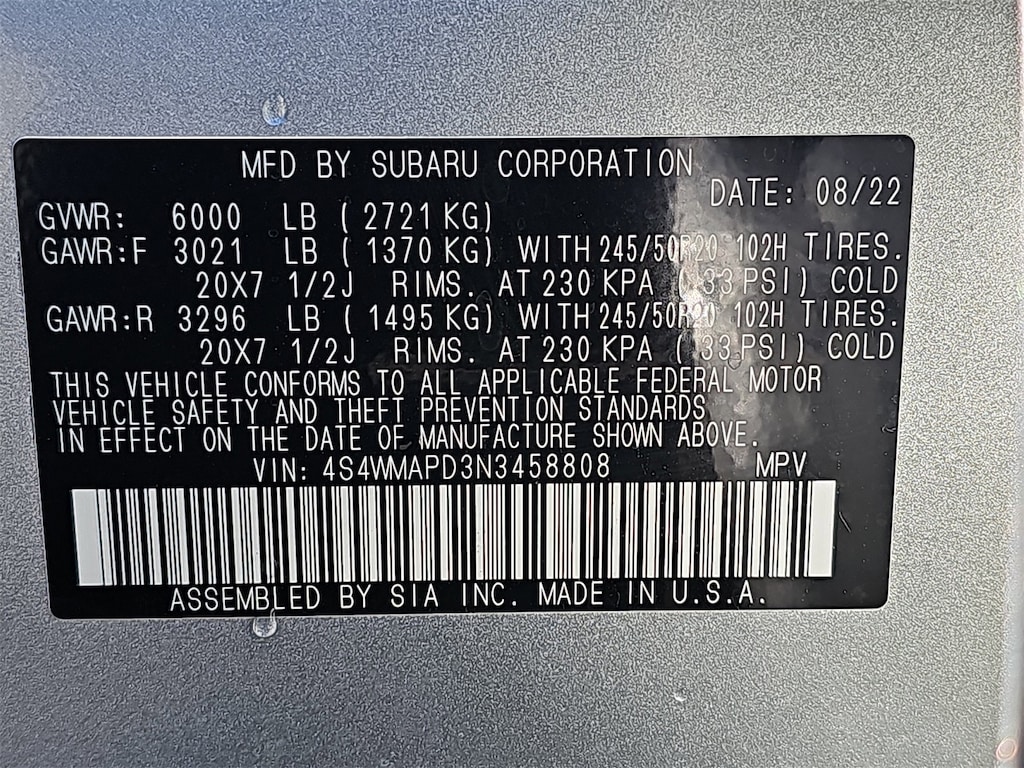 MFD BY SUBARU CORPORATION
DATE: 08/22
GVWR: 6000 LB (2721 KG)
GAWR:F 3021 LB (1370 KG) WITH 245/50R20 102H TIRES.
20X7 1/2J RIMS. AT 230 KPA (33 PSI) COLD
GAWR:R 3296 LB (1495 KG) WITH 245/50R20 102H TIRES.
20X7 1/2J RIMS. AT 230 KPA (33 PSI) COLD
THIS VEHICLE CONFORMS TO ALL APPLICABLE FEDERAL MOTOR
VEHICLE SAFETY AND THEFT PREVENTION STANDARDS
IN EFFECT ON THE DATE OF MANUFACTURE SHOWN ABOVE.
VIN: 4S4WMAPD3N3458808 MPV
ASSEMBLED BY SIA INC. MADE IN U.S.A.